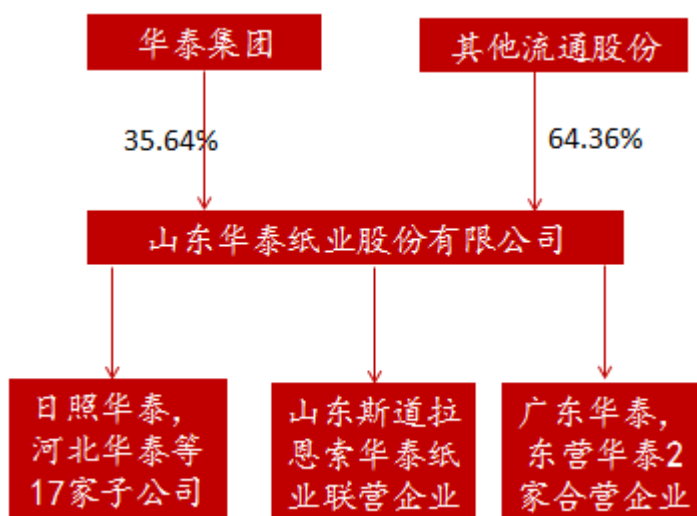 华泰集团
其他流通股份
35.64%
64.36%
山东华泰纸业股份有限公司
日照华泰，
河北华泰等
17家子公司
山东斯道拉
恩索华泰纸
业联营企业
广东华泰，
东营华泰2
家合营企业